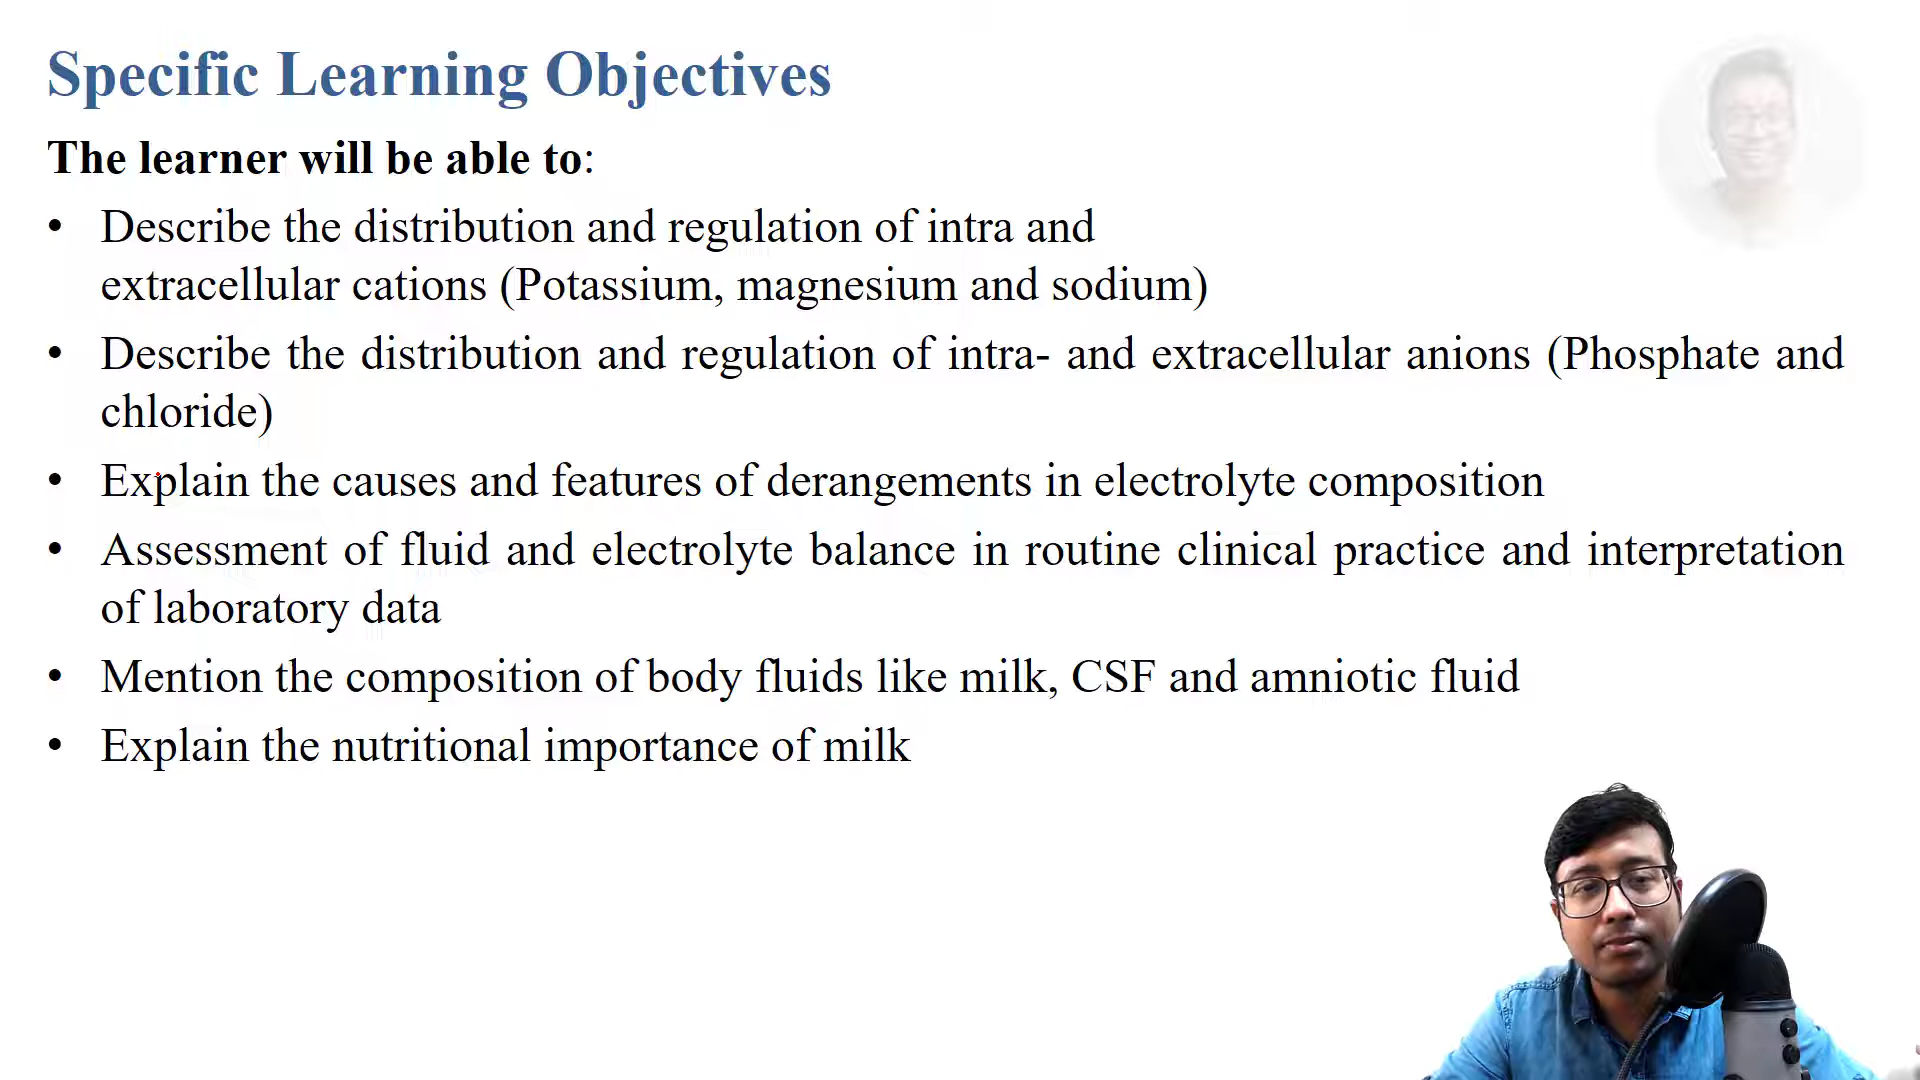 Specific Learning Objectives
The learner will be able to:
• Describe the distribution and regulation of intra and
extracellular cations (Potassium, magnesium and sodium)
• Describe the distribution and regulation of intra- and extracellular anions (Phosphate and
chloride)
• Explain the causes and features of derangements in electrolyte composition
• Assessment of fluid and electrolyte balance in routine clinical practice and interpretation
of laboratory data
• Mention the composition of body fluids like milk, CSF and amniotic fluid
• Explain the nutritional importance of milk